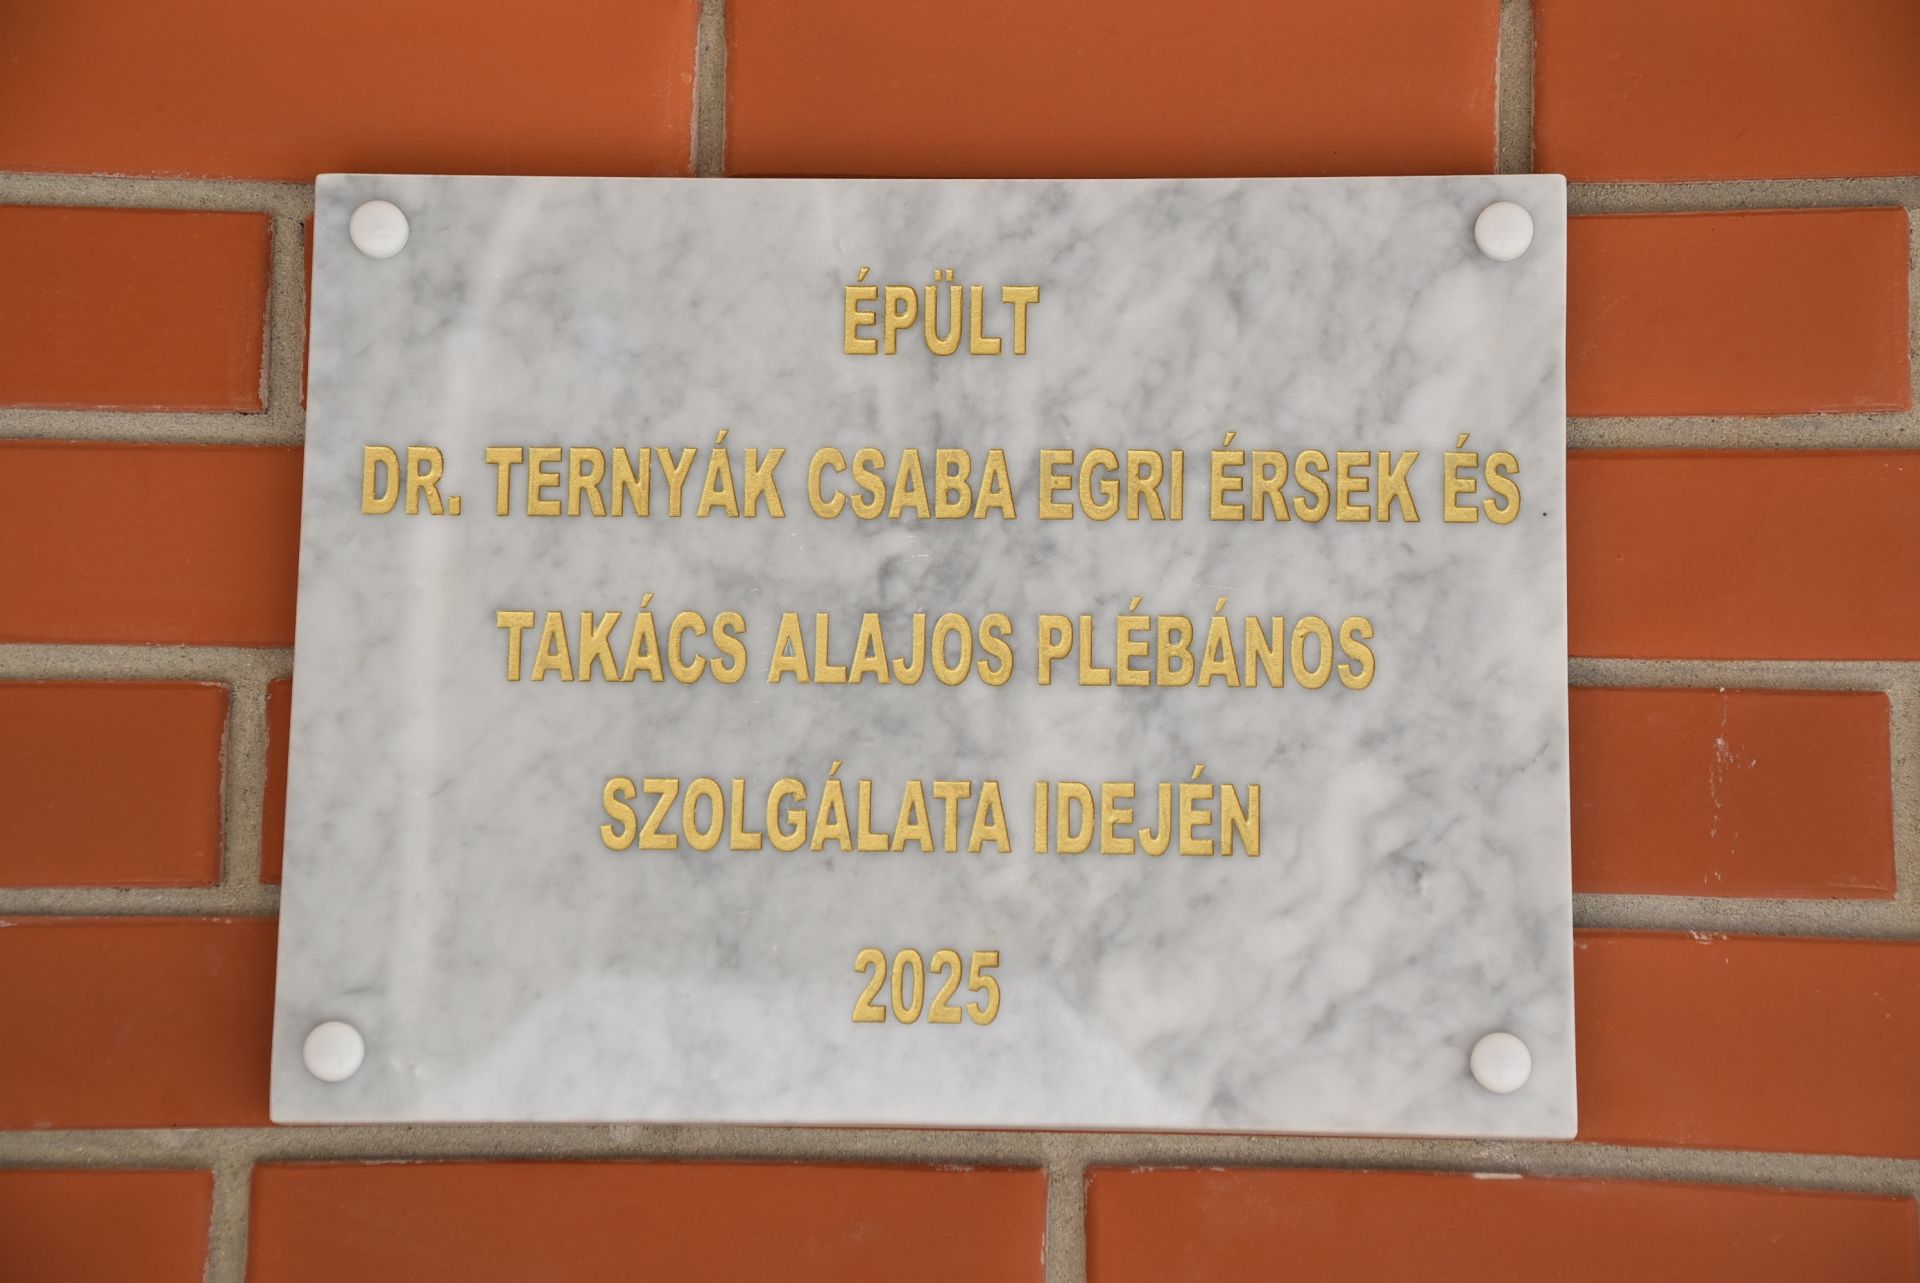 ÉPÜLT
DR. TERNYÁK CSABA EGRI ÉRSEK ÉS
TAKÁCS ALAJOS PLÉBÁNOS
SZOLGÁLATA IDEJÉN
2025